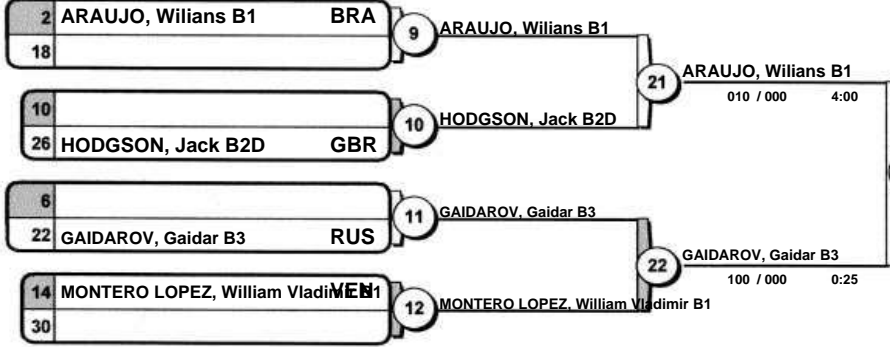 2 ARAUJO, Wilians B1 BRA
18
9
ARAUJO, Wilians B1
10
26 HODGSON, Jack B2D GBR
10
HODGSON, Jack B2D
21
ARAUJO, Wilians B1
010 / 000 4:00
6
22 GAIDAROV, Gaidar B3 RUS
11
GAIDAROV, Gaidar B3
14 MONTERO LOPEZ, William Vladimir B1 VEN
30
12
MONTERO LOPEZ, William Vladimir B1
22
GAIDAROV, Gaidar B3
100 / 000 0:25